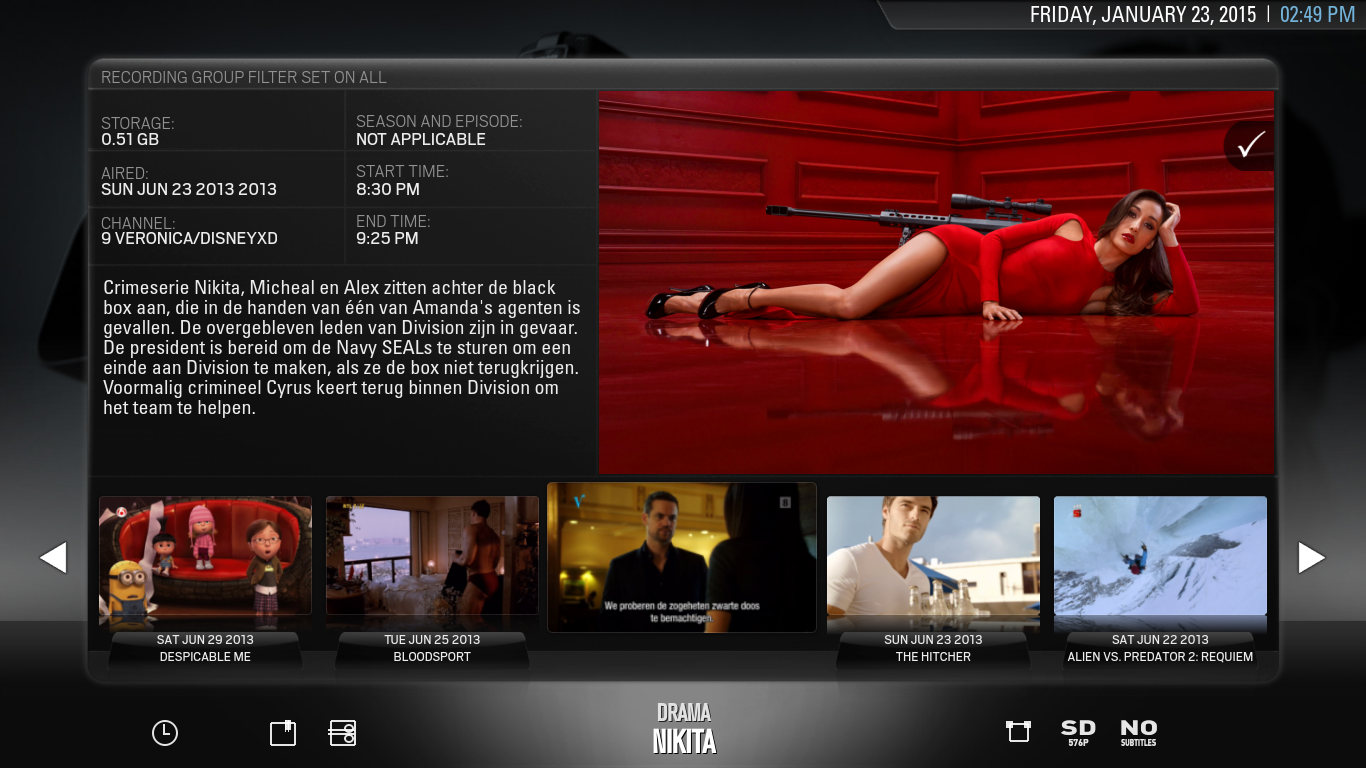 FRIDAY, JANUARY 23, 2015 | 02:49 PM
RECORDING GROUP FILTER SET ON ALL
STORAGE:
0.51 GB
SEASON AND EPISODE:
NOT APPLICABLE
AIRED:
SUN JUN 23 2013 2013
START TIME:
8:30 PM
CHANNEL:
9 VERONICA/DISNEYXD
END TIME:
9:25 PM
Crimeserie Nikita, Micheal en Alex zitten achter de black
box aan, die in de handen van één van Amanda's agenten is
gevallen. De overgebleven leden van Division zijn in gevaar.
De president is bereid om de Navy SEALs te sturen om een
einde aan Division te maken, als ze de box niet terugkrijgen.
Voormalig crimineel Cyrus keert terug binnen Division om
het team te helpen.
We proberen de zogeheten zwarte doos
te bemachtigen.
SAT JUN 29 2013
DESPICABLE ME
TUE JUN 25 2013
BLOODSPORT
SUN JUN 23 2013
THE HITCHER
SAT JUN 22 2013
ALIEN VS. PREDATOR 2: REQUIEM
DRAMA
NIKITA
SD
576P
NO
SUBTITLES